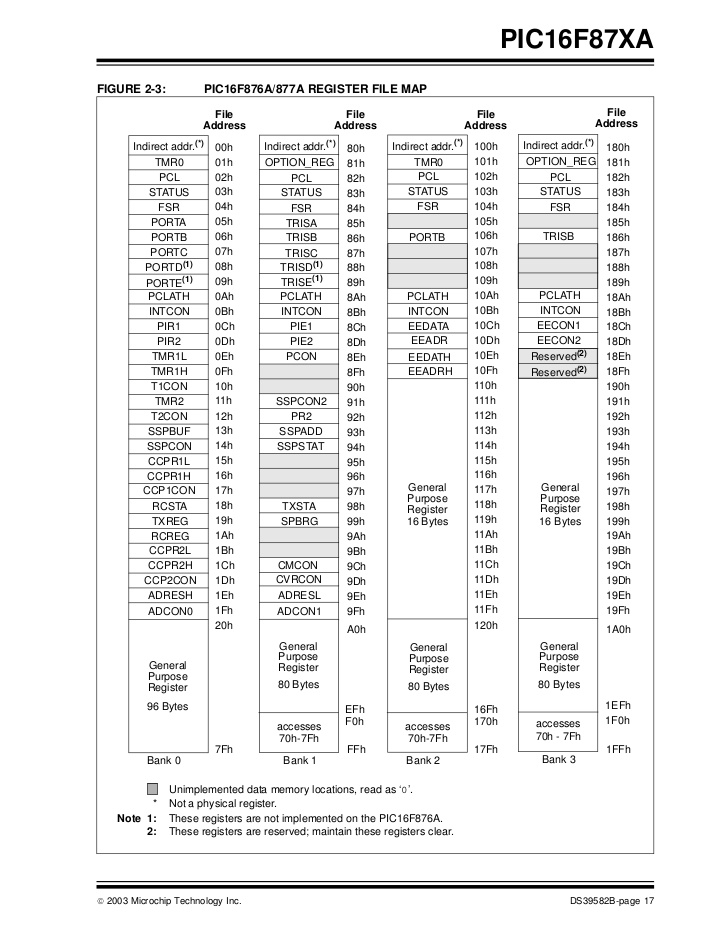 PIC16F87XA
FIGURE 2-3: PIC16F876A/877A REGISTER FILE MAP
File Address File Address File Address File Address
Indirect addr.(*) 00h Indirect addr.(*) 80h Indirect addr.(*) 100h Indirect addr.(*) 180h
TMR0 01h OPTION_REG 81h TMR0 101h OPTION_REG 181h
PCL 02h PCL 82h PCL 102h PCL 182h
STATUS 03h STATUS 83h STATUS 103h STATUS 183h
FSR 04h FSR 84h FSR 104h FSR 184h
PORTA 05h TRISA 85h 105h 185h
PORTB 06h TRISB 86h PORTB 106h TRISB 186h
PORTC 07h TRISC 87h 107h 187h
PORTD(1) 08h TRISD(1) 88h 108h 188h
PORTE(1) 09h TRISE(1) 89h 109h 189h
PCLATH 0Ah PCLATH 8Ah PCLATH 10Ah PCLATH 18Ah
INTCON 0Bh INTCON 8Bh INTCON 10Bh INTCON 18Bh
PIR1 0Ch PIE1 8Ch EEDATA 10Ch EECON1 18Ch
PIR2 0Dh PIE2 8Dh EEADR 10Dh EECON2 18Dh
TMR1L 0Eh PCON 8Eh EEDATH 10Eh Reserved(2) 18Eh
TMR1H 0Fh 8Fh EEADRH 10Fh Reserved(2) 18Fh
T1CON 10h 90h 110h 190h
TMR2 11h SSPCON2 91h 111h 191h
T2CON 12h PR2 92h 112h 192h
SSPBUF 13h SSPADD 93h 113h 193h
SSPCON 14h SSPSTAT 94h 114h 194h
CCPR1L 15h 95h 115h 195h
CCPR1H 16h 96h 116h 196h
CCP1CON 17h 97h General 117h General 197h
RCSTA 18h TXSTA 98h Purpose 118h Purpose 198h
TXREG 19h SPBRG 99h Register 119h Register 199h
RCREG 1Ah 9Ah 16 Bytes 11Ah 16 Bytes 19Ah
CCPR2L 1Bh 9Bh 11Bh 19Bh
CCPR2H 1Ch CMCON 9Ch 11Ch 19Ch
CCP2CON 1Dh CVRCON 9Dh 11Dh 19Dh
ADRESH 1Eh ADRESL 9Eh 11Eh 19Eh
ADCON0 1Fh ADCON1 9Fh 11Fh 19Fh
20h A0h 120h 1A0h
General General General General
Purpose Purpose Purpose Purpose
Register Register Register Register
96 Bytes 80 Bytes 80 Bytes 80 Bytes
EFh 16Fh 1EFh
accesses F0h accesses 170h accesses 1F0h
70h-7Fh 70h-7Fh 70h - 7Fh
7Fh FFh 17Fh 1FFh
Bank 0 Bank 1 Bank 2 Bank 3
Unimplemented data memory locations, read as ‘0’.
* Not a physical register.
Note 1: These registers are not implemented on the PIC16F876A.
2: These registers are reserved; maintain these registers clear.
© 2003 Microchip Technology Inc. DS39582B-page 17